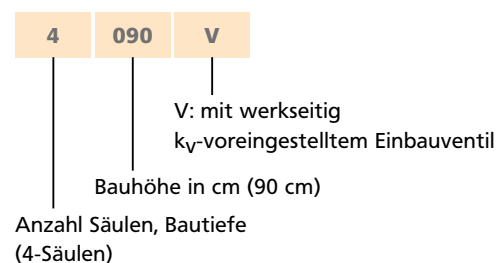 4 090 V
V: mit werkseitig
kV-voreingestelltem Einbauventil
Bauhöhe in cm (90 cm)
Anzahl Säulen, Bautiefe
(4-Säulen)